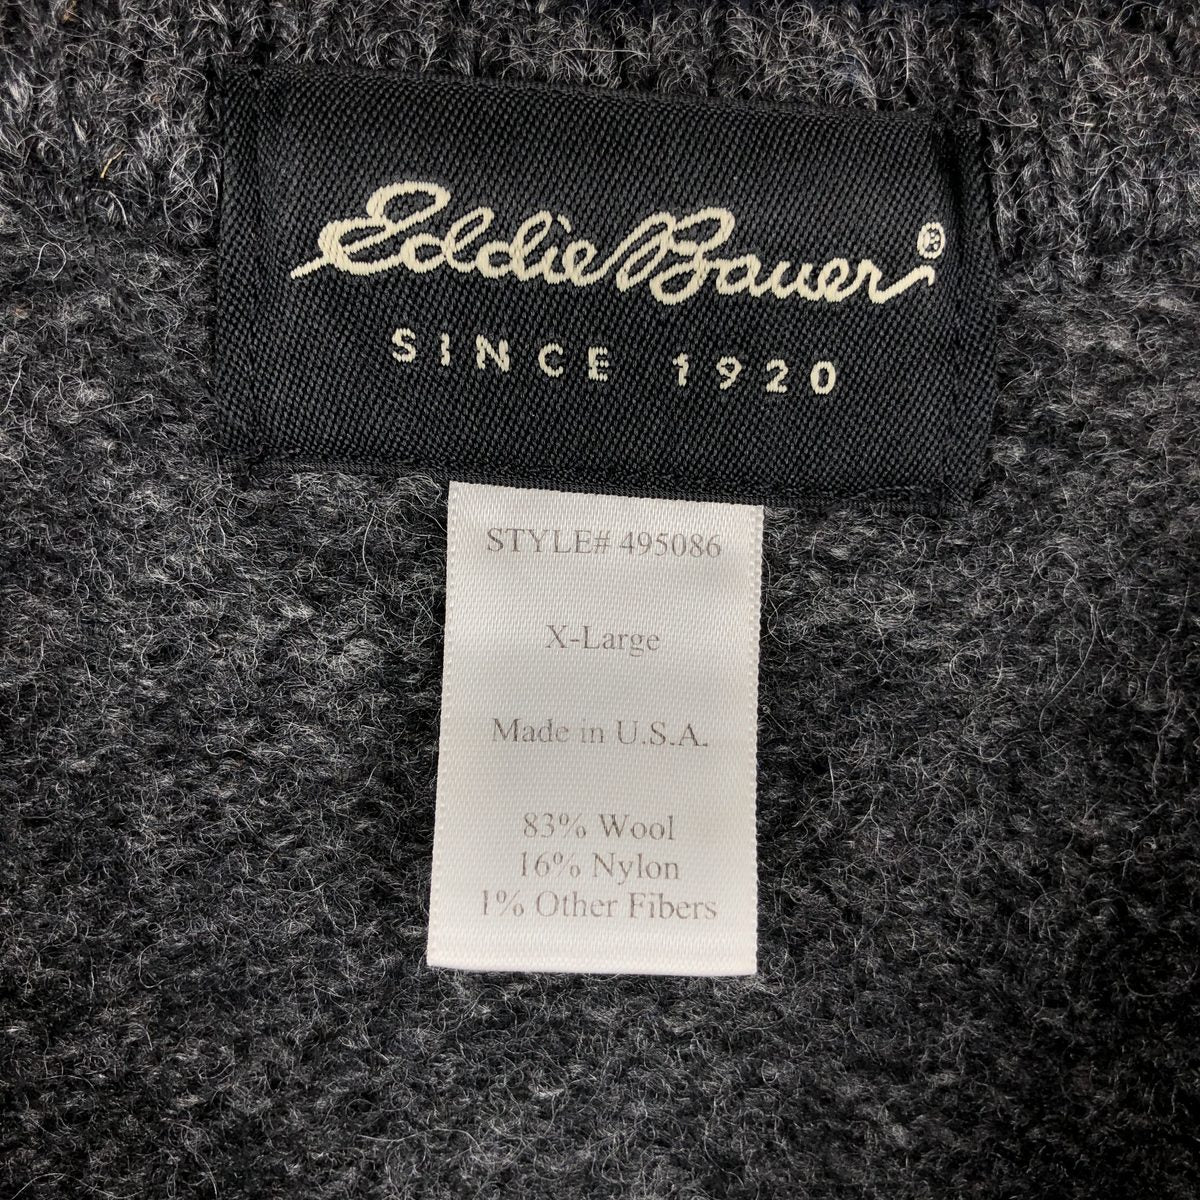 Eddie Bauer®
SINCE 1920
STYLE# 495086
X-Large
Made in U.S.A.
83% Wool
16% Nylon
1% Other Fibers